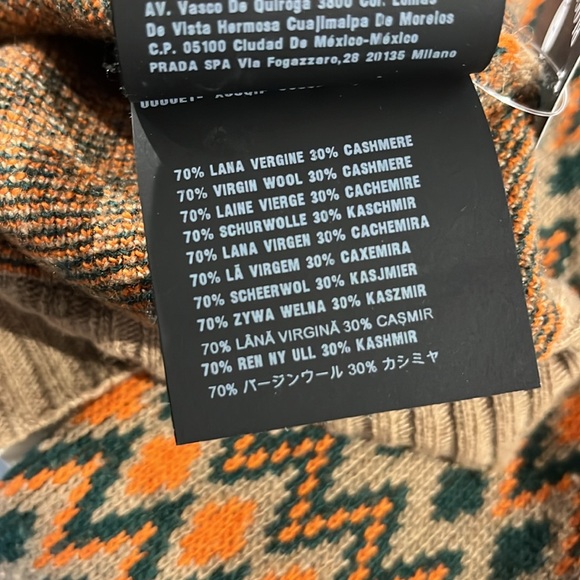 AV. Vasco De Quiroga 3800 Col. Lomas
De Vista Hermosa Cuajimalpa De Morelos
C.P. 05100 Ciudad De México-México
PRADA SPA Via Fogazzaro,28 20135 Milano
70% LANA VERGINE 30% CASHMERE
70% VIRGIN WOOL 30% CASHMERE
70% LAINE VIERGE 30% CACHEMIRE
70% SCHURWOLLE 30% KASCHMIR
70% LANA VIRGEN 30% CACHEMIRA
70% LÃ VIRGEM 30% CAXEMIRA
70% SCHEERWOL 30% KASJMIER
70% ZYWA WELNA 30% KASZMIR
70% LÂNĂ VIRGINĂ 30% CAȘMIR
70% REN NY ULL 30% KASHMIR
70% バージンウール 30% カシミヤ